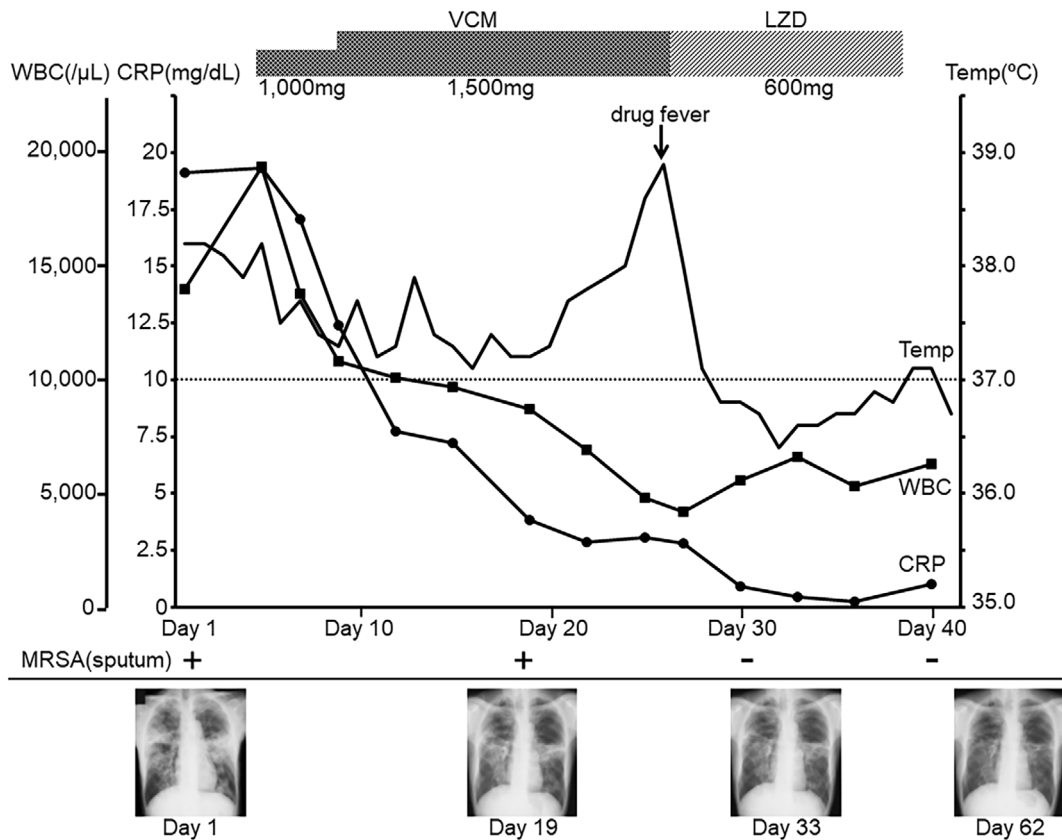 VCM LZD
WBC(/µL) CRP(mg/dL) Temp(ºC)
1,000mg 1,500mg 600mg
drug fever
20,000 20 39.0
17.5
15,000 15 38.0
12.5
Temp
10,000 10 37.0
7.5
WBC
5,000 5 36.0
CRP
2.5
0 0 35.0
Day 1 Day 10 Day 20 Day 30 Day 40
MRSA(sputum) + + - -
Day 1 Day 19 Day 33 Day 62